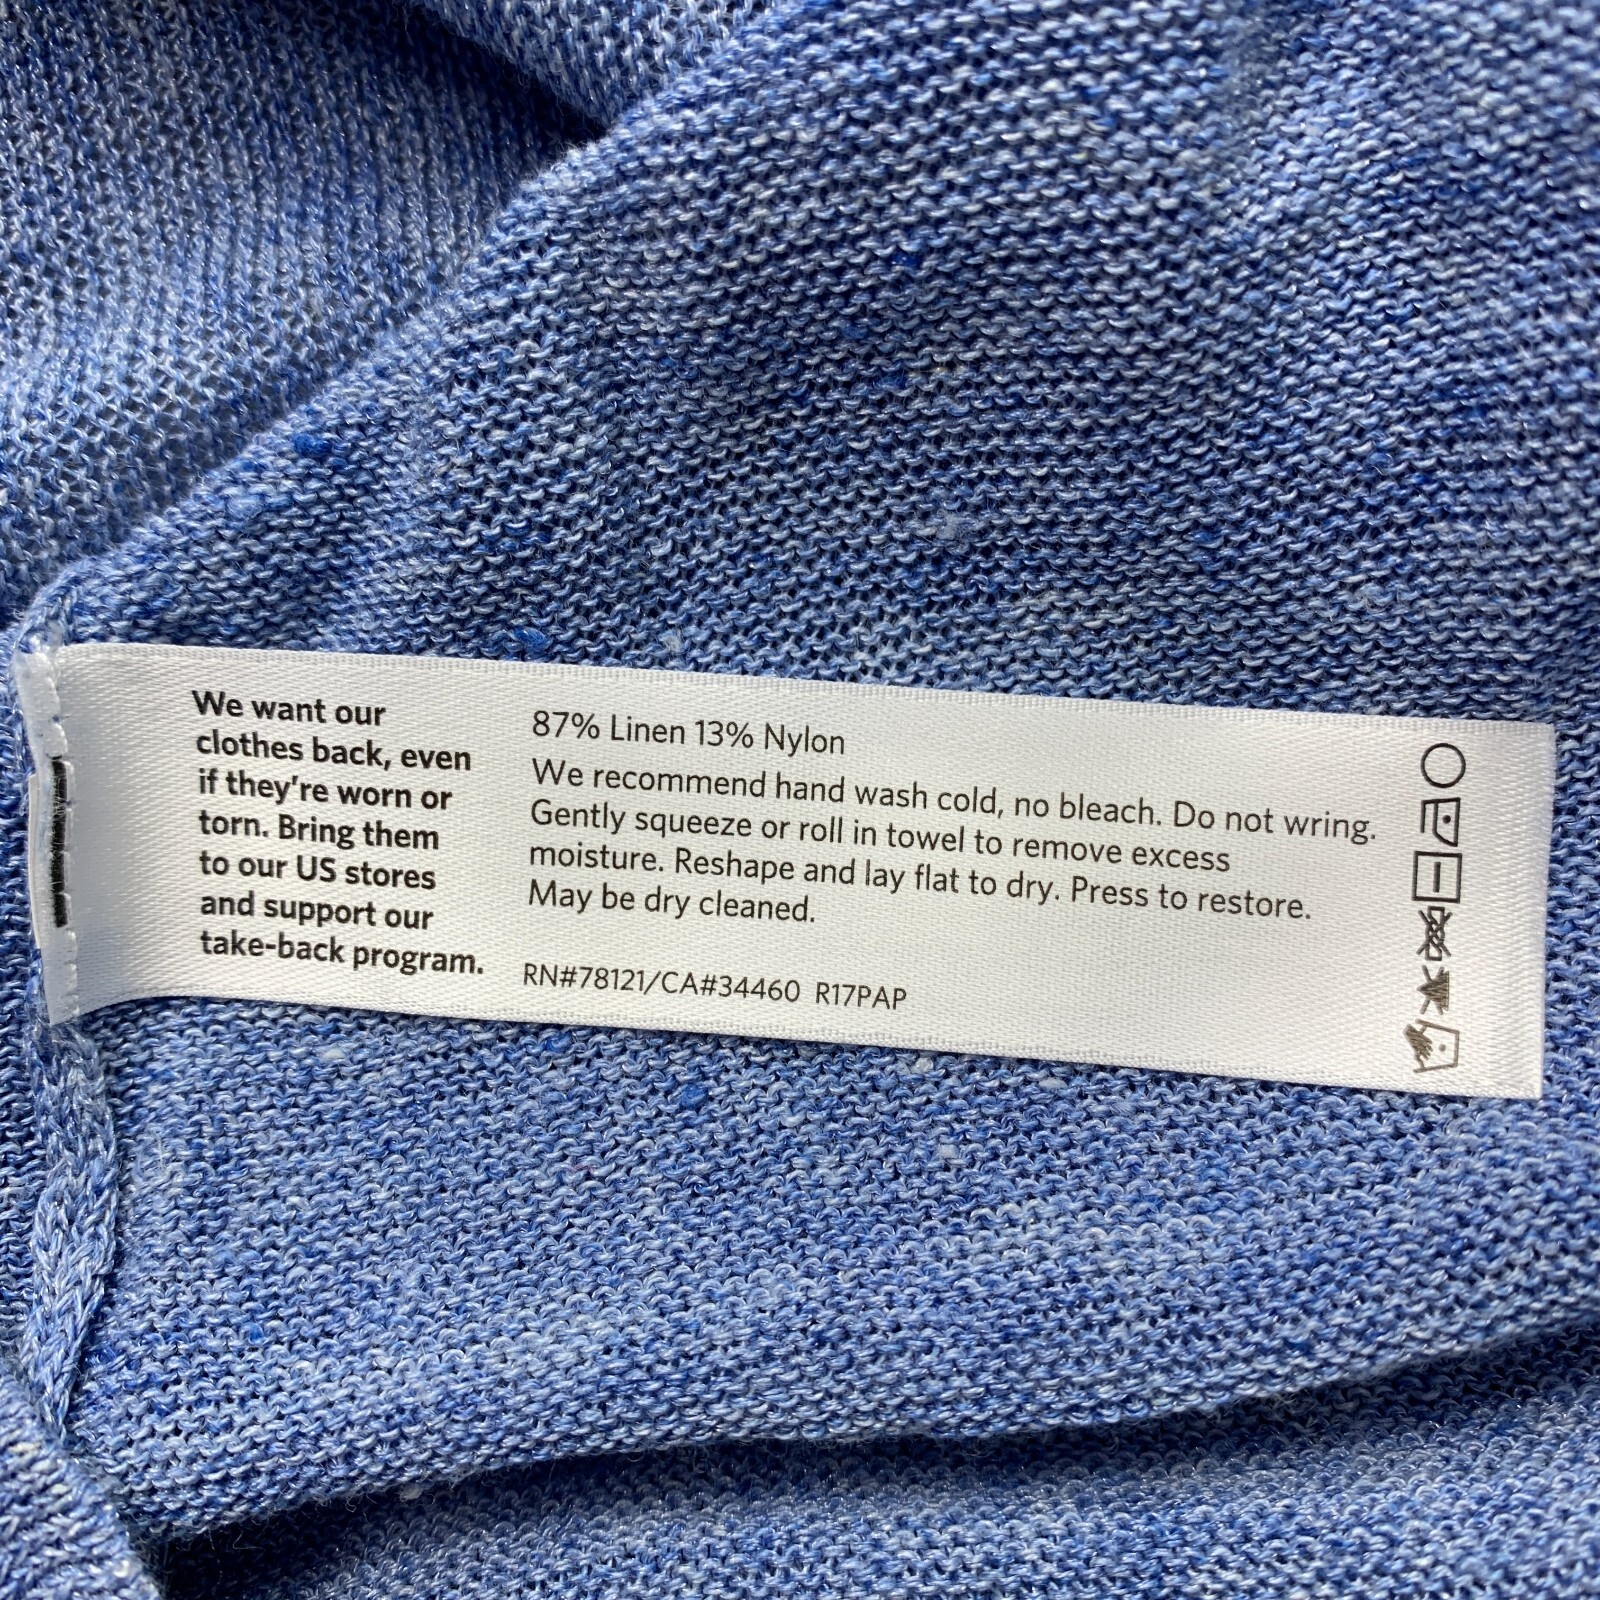 We want our
clothes back, even
if they're worn or
torn. Bring them
to our US stores
and support our
take-back program.
87% Linen 13% Nylon
We recommend hand wash cold, no bleach. Do not wring.
Gently squeeze or roll in towel to remove excess
moisture. Reshape and lay flat to dry. Press to restore.
May be dry cleaned.
RN#78121/CA#34460 R17PAP